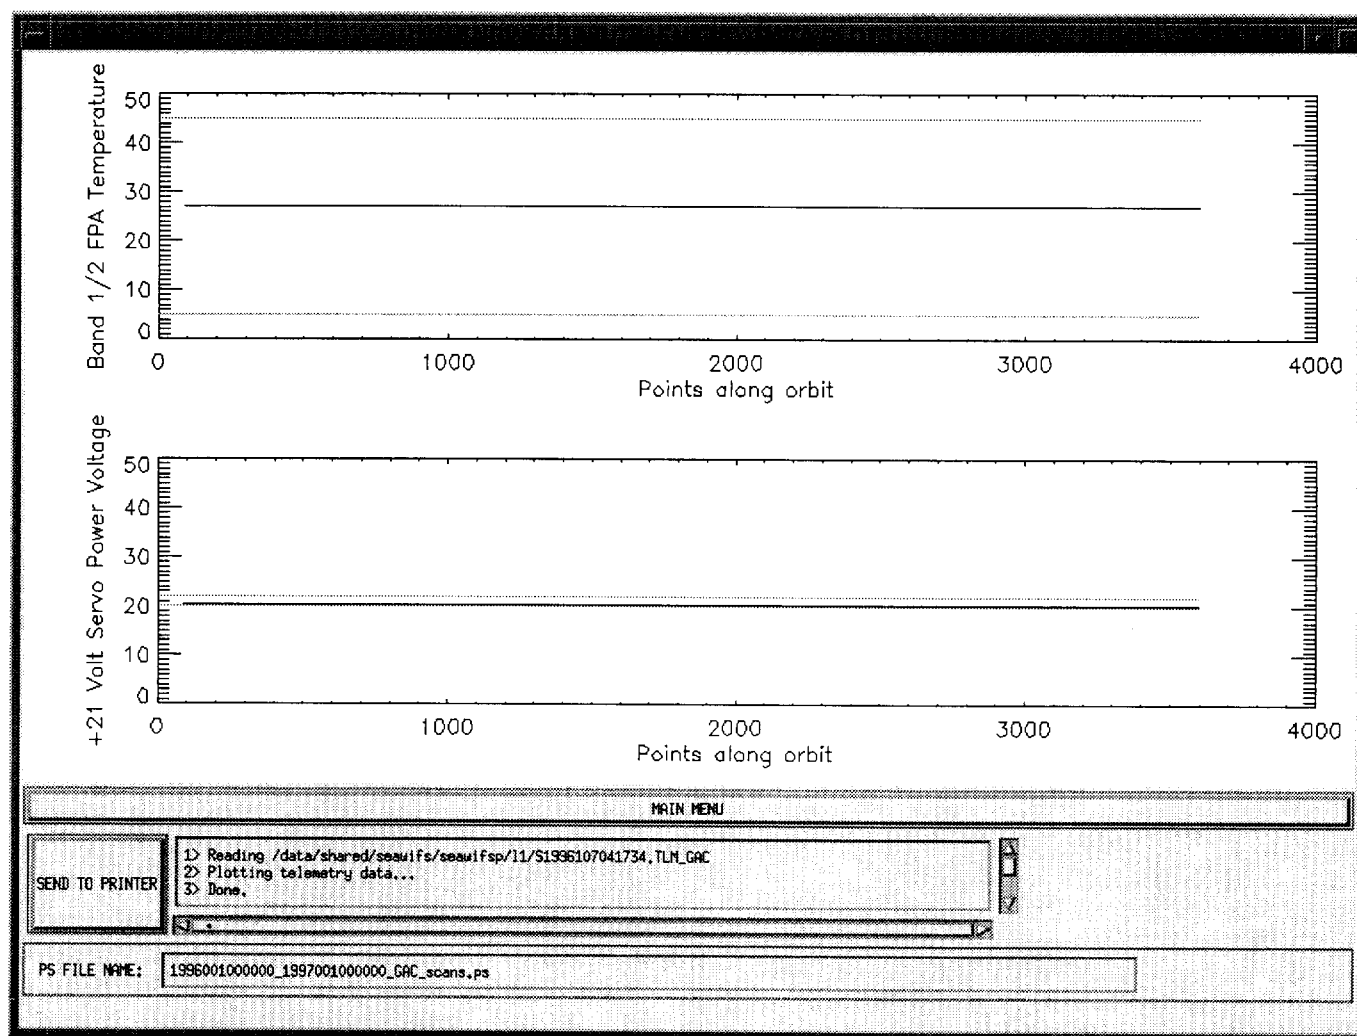 Band 1/2 FPA Temperature
50
40
30
20
10
0
0 1000 2000 3000 4000
Points along orbit
+21 Volt Servo Power Voltage
50
40
30
20
10
0
0 1000 2000 3000 4000
Points along orbit
MAIN MENU
SEND TO PRINTER
1> Reading /data/shared/seawifs/seawifsp/l1/S1996107041734.TLM_GAC
2> Plotting telemetry data...
3> Done.
PS FILE NAME: 1996001000000_1997001000000_GAC_scans.ps